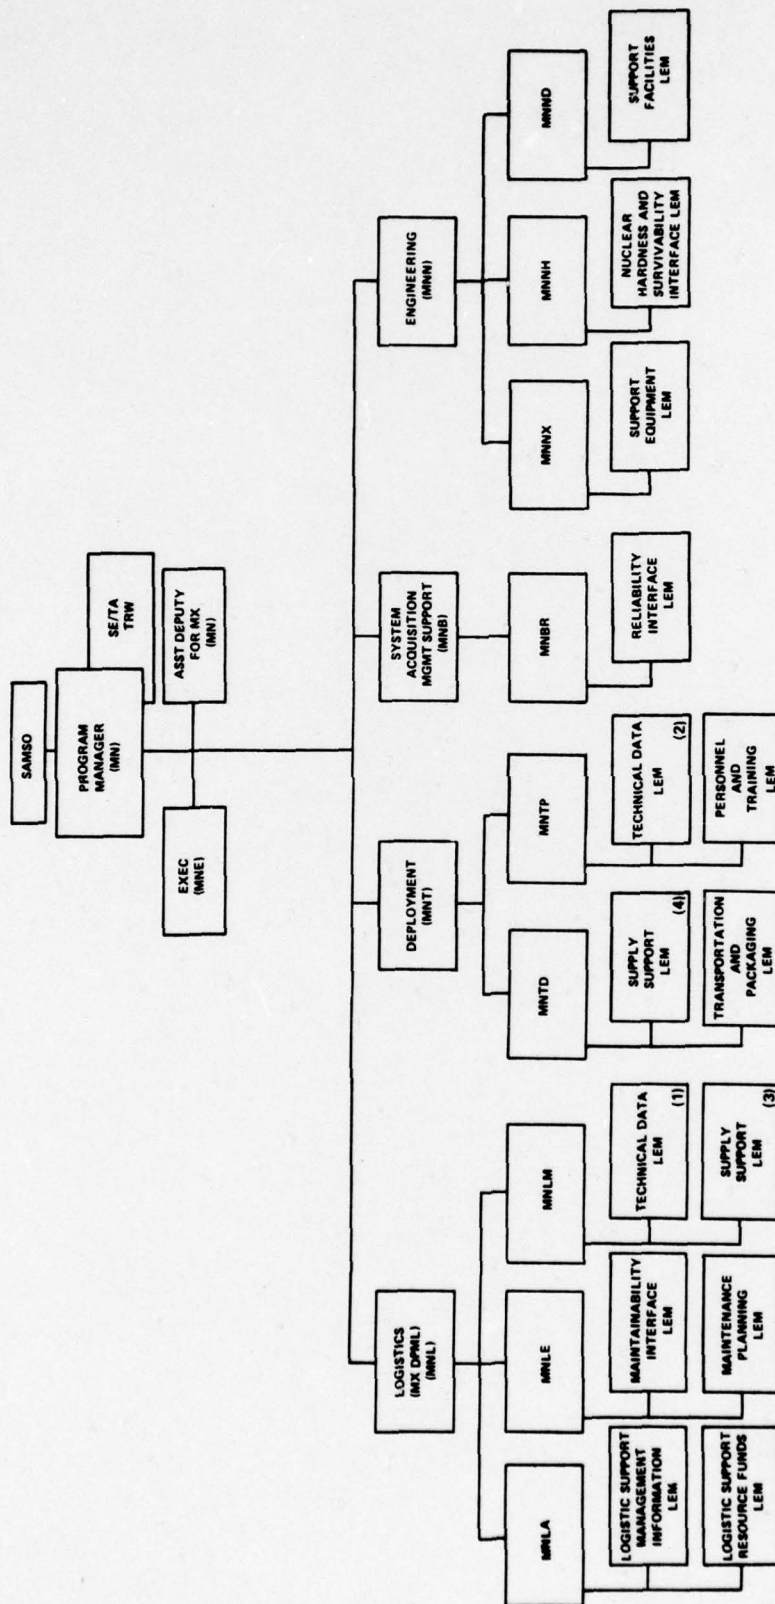 SAMSO
PROGRAM
MANAGER
(MN)
SE/TA
TRW
EXEC
(MNE)
ASST DEPUTY
FOR MX
(MN)
LOGISTICS
(MX DPML)
(MNL)
DEPLOYMENT
(MNT)
SYSTEM
ACQUISITION
MGMT SUPPORT
(MNB)
ENGINEERING
(MNN)
MNLA
MNLE
MNLM
MNTD
MNTP
MNBR
MNNX
MNNH
MNND
LOGISTIC SUPPORT
MANAGEMENT
INFORMATION
LEM
MAINTAINABILITY
INTERFACE
LEM
TECHNICAL DATA
LEM
(1)
SUPPLY
SUPPORT
LEM
(4)
TECHNICAL DATA
LEM
(2)
RELIABILITY
INTERFACE
LEM
SUPPORT
EQUIPMENT
LEM
NUCLEAR
HARDNESS AND
SURVIVABILITY
INTERFACE LEM
SUPPORT
FACILITIES
LEM
LOGISTIC SUPPORT
RESOURCE FUNDS
LEM
MAINTENANCE
PLANNING
LEM
SUPPLY
SUPPORT
LEM
(3)
TRANSPORTATION
AND
PACKAGING
LEM
PERSONNEL
AND
TRAINING
LEM